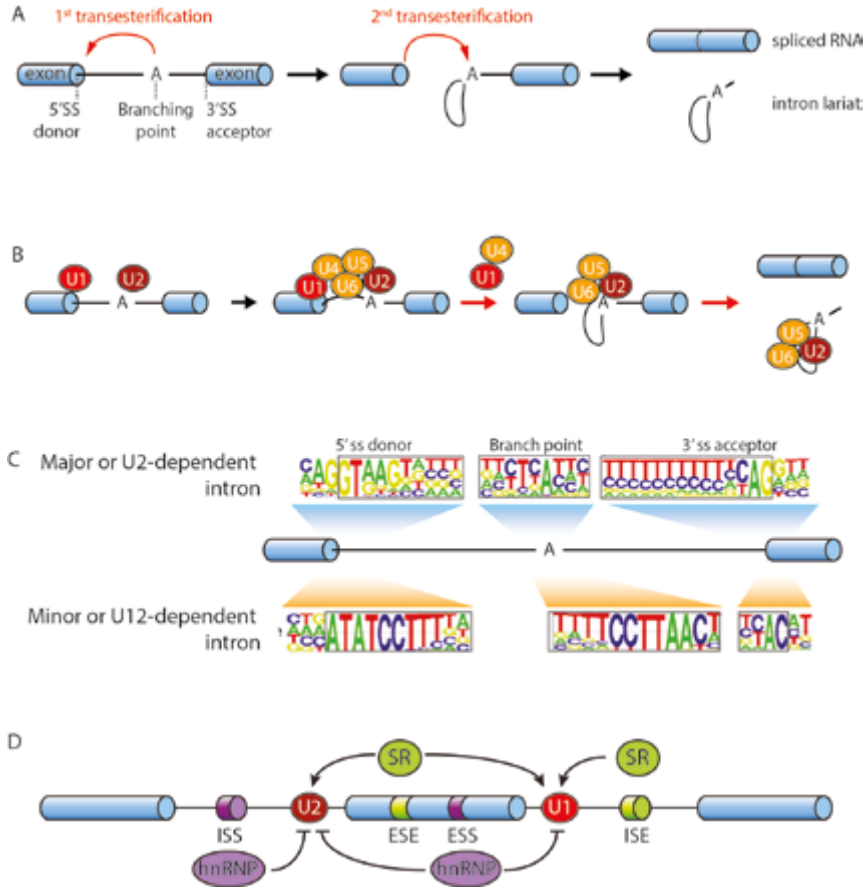 A
1st transesterification
2nd transesterification
exon
A
exon
A
spliced RNA
A
5'SS donor
Branching point
3'SS acceptor
intron lariat
B
U1
U2
A
U4
U5
U1
U6
U2
A
U4
U1
U5
U6
U2
A
A
U5
U6
U2
C
Major or U2-dependent
intron
5' ss donor
Branch point
3' ss acceptor
A
Minor or U12-dependent
intron
ATATCCTTT
CCTTAAC
D
SR
SR
U2
U1
ISS
ESE
ESS
ISE
hnRNP
hnRNP